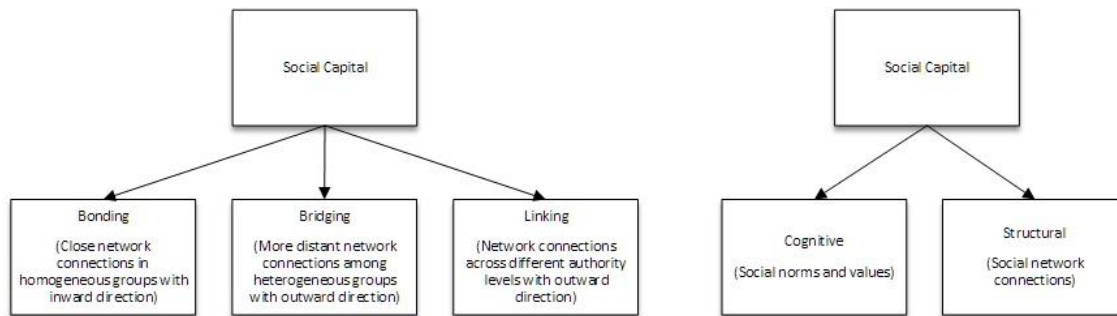 Social Capital
Bonding
(Close network
connections in
homogeneous groups with
inward direction)
Bridging
(More distant network
connections among
heterogeneous groups
with outward direction)
Linking
(Network connections
across different authority
levels with outward
direction)
Social Capital
Cognitive
(Social norms and values)
Structural
(Social network
connections)